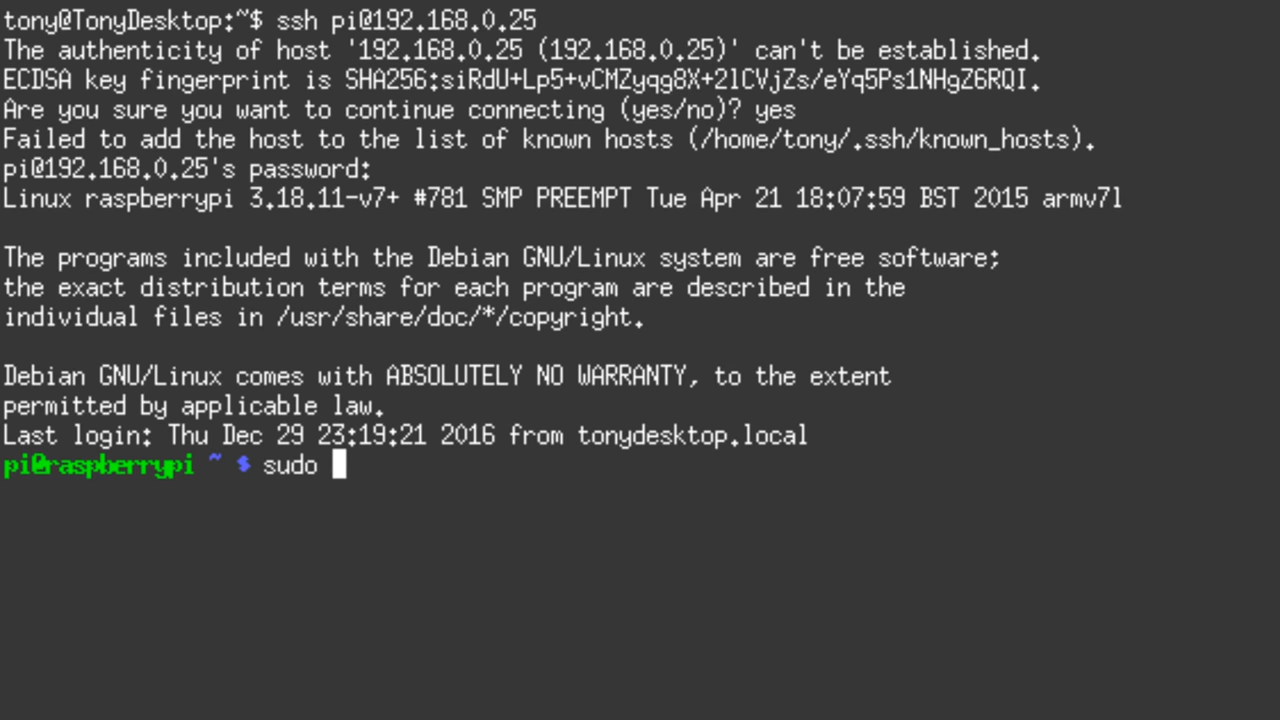 tony@TonyDesktop:~$ ssh pi@192.168.0.25
The authenticity of host '192.168.0.25 (192.168.0.25)' can't be established.
ECDSA key fingerprint is SHA256:siRdU+Lp5+vCMZyqg8X+2lCVjZs/eYq5Ps1NHgZ6RQI.
Are you sure you want to continue connecting (yes/no)? yes
Failed to add the host to the list of known hosts (/home/tony/.ssh/known_hosts).
pi@192.168.0.25's password:
Linux raspberrypi 3.18.11-v7+ #781 SMP PREEMPT Tue Apr 21 18:07:59 BST 2015 armv7l

The programs included with the Debian GNU/Linux system are free software;
the exact distribution terms for each program are described in the
individual files in /usr/share/doc/*/copyright.

Debian GNU/Linux comes with ABSOLUTELY NO WARRANTY, to the extent
permitted by applicable law.
Last login: Thu Dec 29 23:19:21 2016 from tonydesktop.local
pi@raspberrypi ~ $ sudo